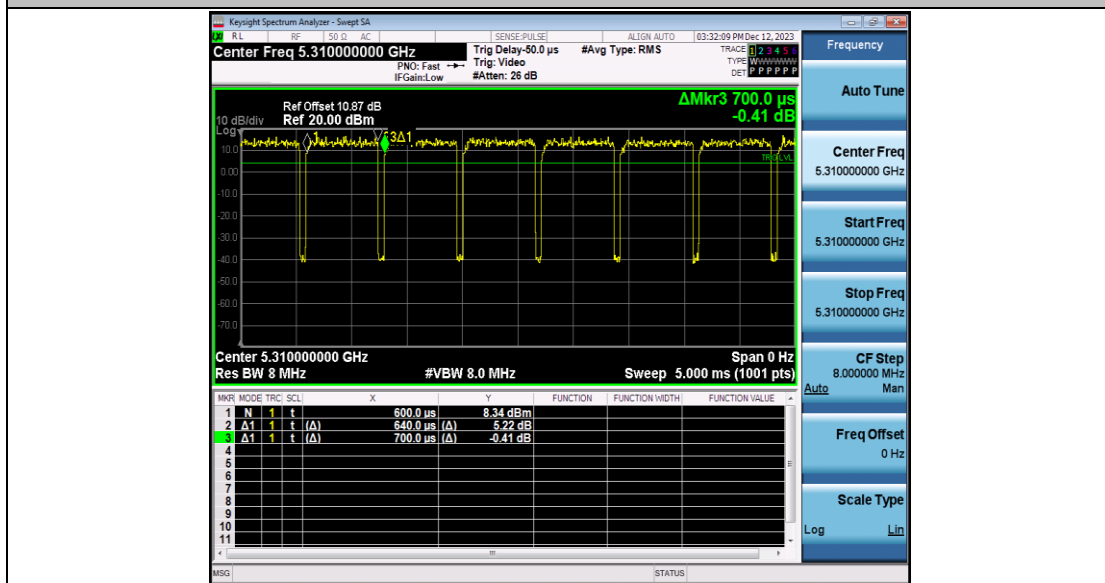 Keysight Spectrum Analyzer - Swept SA
RL RF 50 Ω AC SENSE:PULSE ALIGN AUTO 03:32:09 PM Dec 12, 2023
Center Freq 5.310000000 GHz
PNO: Fast
IFGain:Low
Trig Delay-50.0 µs
Trig: Video
#Atten: 26 dB
#Avg Type: RMS
TRACE 1 2 3 4 5 6
TYPE WWWWWW
DET P P P P P P
Frequency
Auto Tune
Center Freq
5.310000000 GHz
Start Freq
5.310000000 GHz
Stop Freq
5.310000000 GHz
CF Step
8.000000 MHz
Auto Man
Freq Offset
0 Hz
Scale Type
Log Lin
ΔMkr3 700.0 µs
-0.41 dB
Ref Offset 10.87 dB
10 dB/div Ref 20.00 dBm
Log
1
3Δ1
TRIG LVL
10.0
0.00
-10.0
-20.0
-30.0
-40.0
-50.0
-60.0
-70.0
Center 5.310000000 GHz Span 0 Hz
Res BW 8 MHz #VBW 8.0 MHz Sweep 5.000 ms (1001 pts)
MKR MODE TRC SCL X Y FUNCTION FUNCTION WIDTH FUNCTION VALUE
1 N 1 t 600.0 µs 8.34 dBm
2 Δ1 1 t (Δ) 640.0 µs (Δ) 5.22 dB
3 Δ1 1 t (Δ) 700.0 µs (Δ) -0.41 dB
4
5
6
7
8
9
10
11
MSG STATUS